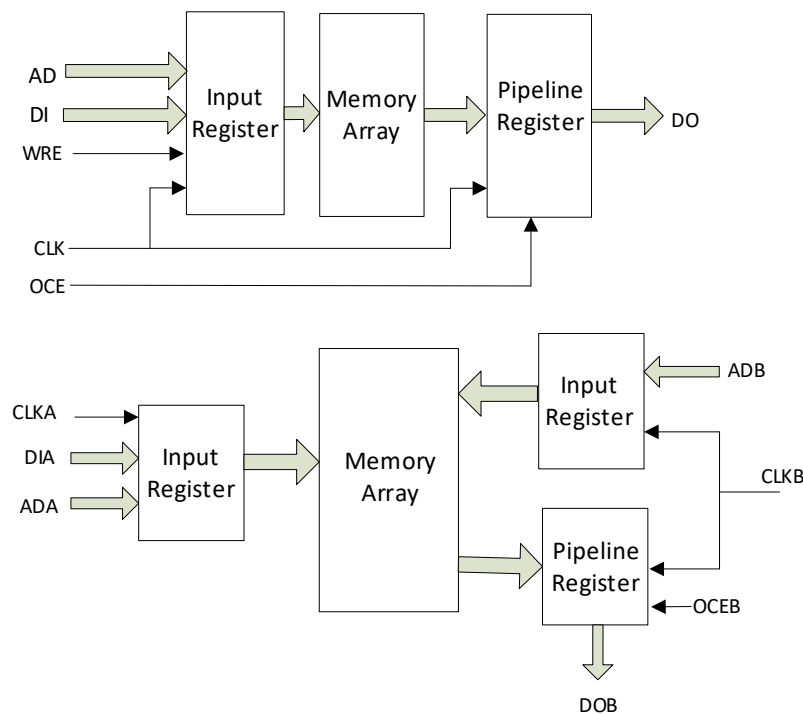 AD
DI
WRE
CLK
OCE
Input
Register
Memory
Array
Pipeline
Register
DO
CLKA
DIA
ADA
Input
Register
Memory
Array
Input
Register
ADB
CLKB
Pipeline
Register
OCEB
DOB